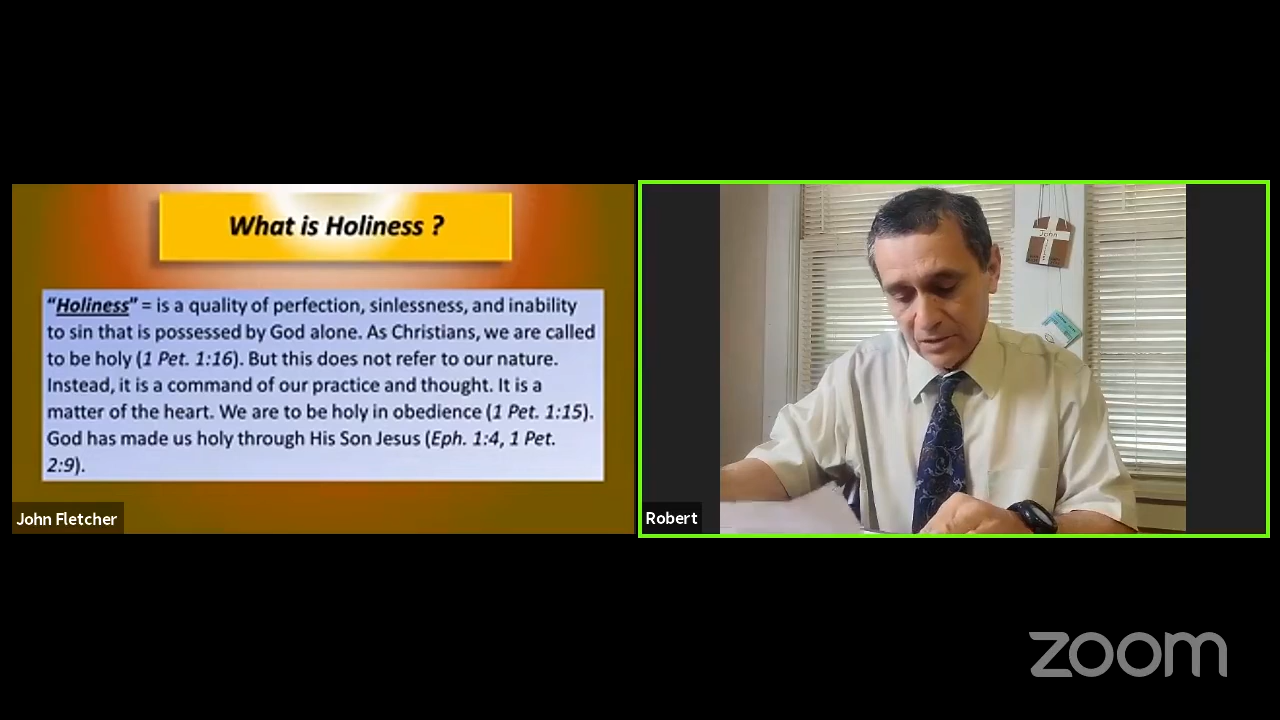 What is Holiness ?
“Holiness” = is a quality of perfection, sinlessness, and inability
to sin that is possessed by God alone. As Christians, we are called
to be holy (1 Pet. 1:16). But this does not refer to our nature.
Instead, it is a command of our practice and thought. It is a
matter of the heart. We are to be holy in obedience (1 Pet. 1:15).
God has made us holy through His Son Jesus (Eph. 1:4, 1 Pet.
2:9).
John Fletcher
John
Robert
zoom